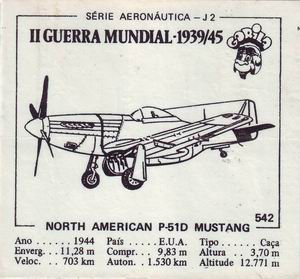 SÉRIE AERONÁUTICA - J2
II GUERRA MUNDIAL - 1939/45
542
NORTH AMERICAN P-51D MUSTANG
Ano . . . . . . 1944 País . . . . . E.U.A. Tipo . . . . . . Caça
Enverg. . . . 11,28 m Compr. . . . 9,83 m Altura . . . 3,70 m
Veloc. . . 703 km Auton. . 1.530 km Altitude 12.771 m